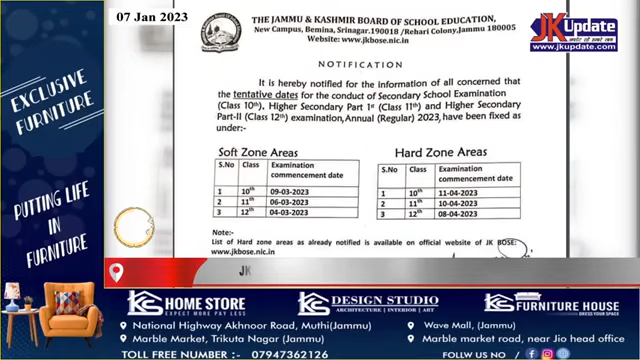 07 Jan 2023
THE JAMMU & KASHMIR BOARD OF SCHOOL EDUCATION,
New Campus, Bemina, Srinagar.190018 /Rehari Colony,Jammu 180005
Website: www.jkbose.nic.in
JKUpdate
www.jkupdate.com
NOTIFICATION
It is hereby notified for the information of all concerned that
the tentative dates for the conduct of Secondary School Examination
(Class 10th), Higher Secondary Part 1st (Class 11th) and Higher Secondary
Part-II (Class 12th) examination, Annual (Regular) 2023, have been fixed as
under:-
Soft Zone Areas
S.No Class Examination commencement date
1 10th 09-03-2023
2 11th 06-03-2023
3 12th 04-03-2023
Hard Zone Areas
S.No Class Examination commencement date
1 10th 11-04-2023
2 11th 10-04-2023
3 12th 08-04-2023
Note:-
List of Hard zone areas as already notified is available on official website of JK BOSE:
www.jkbose.nic.in
EXCLUSIVE
FURNITURE
PUTTING LIFE
IN
FURNITURE
JK
KCS HOME STORE
EXPECT MORE PAY LESS
KCS DESIGN STUDIO
ARCHITECTURE | INTERIOR | ART
KCS FURNITURE HOUSE
DRESS YOUR SPACE
National Highway Akhnoor Road, Muthi(Jammu)
Wave Mall, (Jammu)
Marble Market, Trikuta Nagar (Jammu)
Marble market road, near Jio head office
TOLL FREE NUMBER :- 07947362126
FOLLW US NO